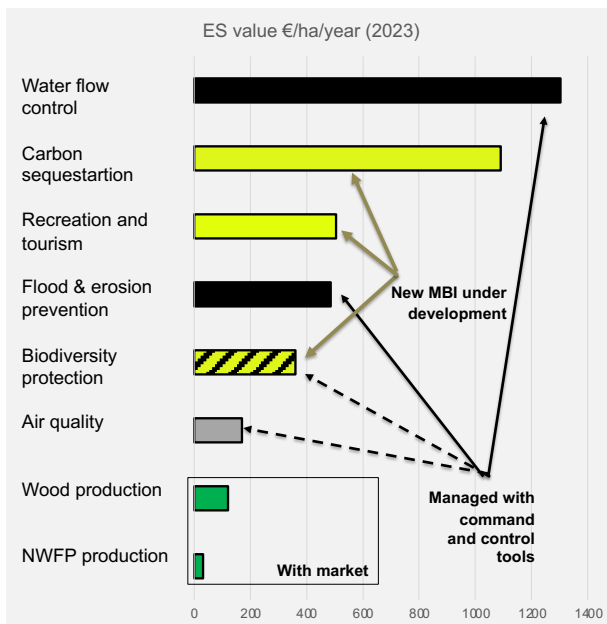 ES value €/ha/year (2023)
Water flow
control
Carbon
sequestartion
Recreation and
tourism
Flood & erosion
prevention
New MBI under
development
Biodiversity
protection
Air quality
Wood production
Managed with
command
and control
tools
NWFP production
With market
0 200 400 600 800 1000 1200 1400